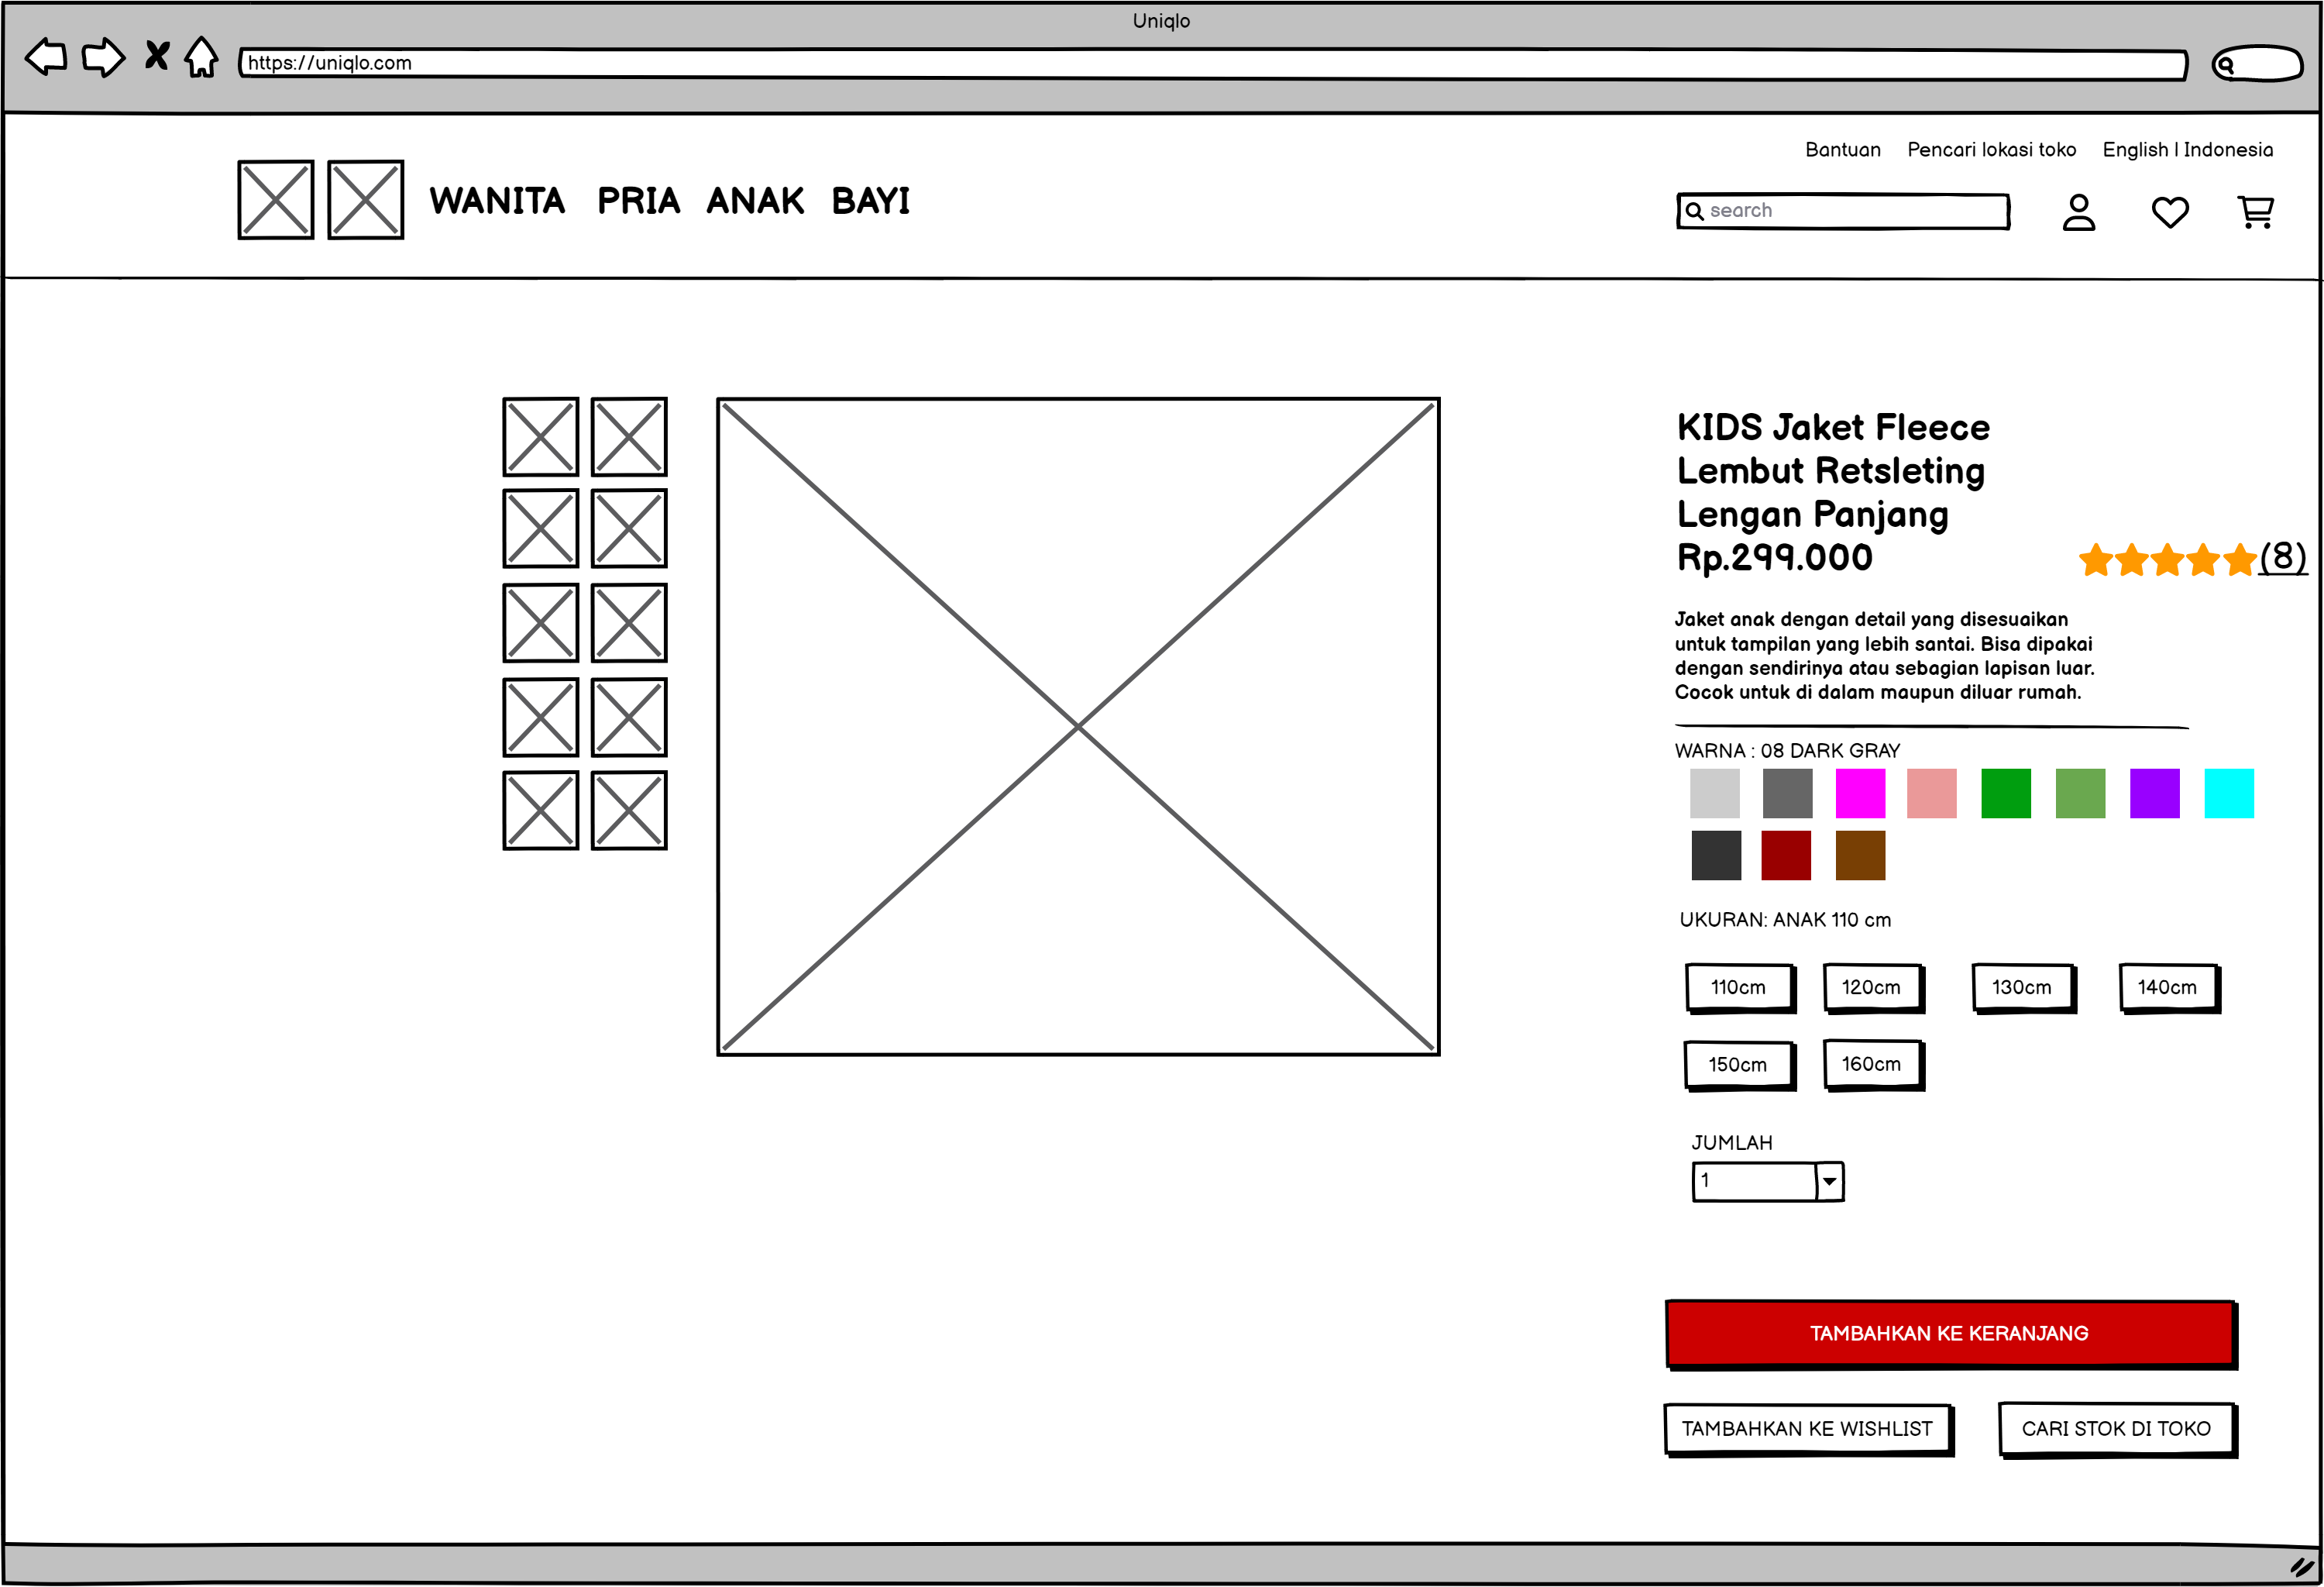 Uniqlo
https://uniqlo.com
Bantuan Pencari lokasi toko English | Indonesia
WANITA PRIA ANAK BAYI
search
KIDS Jaket Fleece
Lembut Retsleting
Lengan Panjang
Rp.299.000
(8)
Jaket anak dengan detail yang disesuaikan
untuk tampilan yang lebih santai. Bisa dipakai
dengan sendirinya atau sebagian lapisan luar.
Cocok untuk di dalam maupun diluar rumah.
WARNA : 08 DARK GRAY
UKURAN: ANAK 110 cm
110cm 120cm 130cm 140cm
150cm 160cm
JUMLAH
1
TAMBAHKAN KE KERANJANG
TAMBAHKAN KE WISHLIST CARI STOK DI TOKO